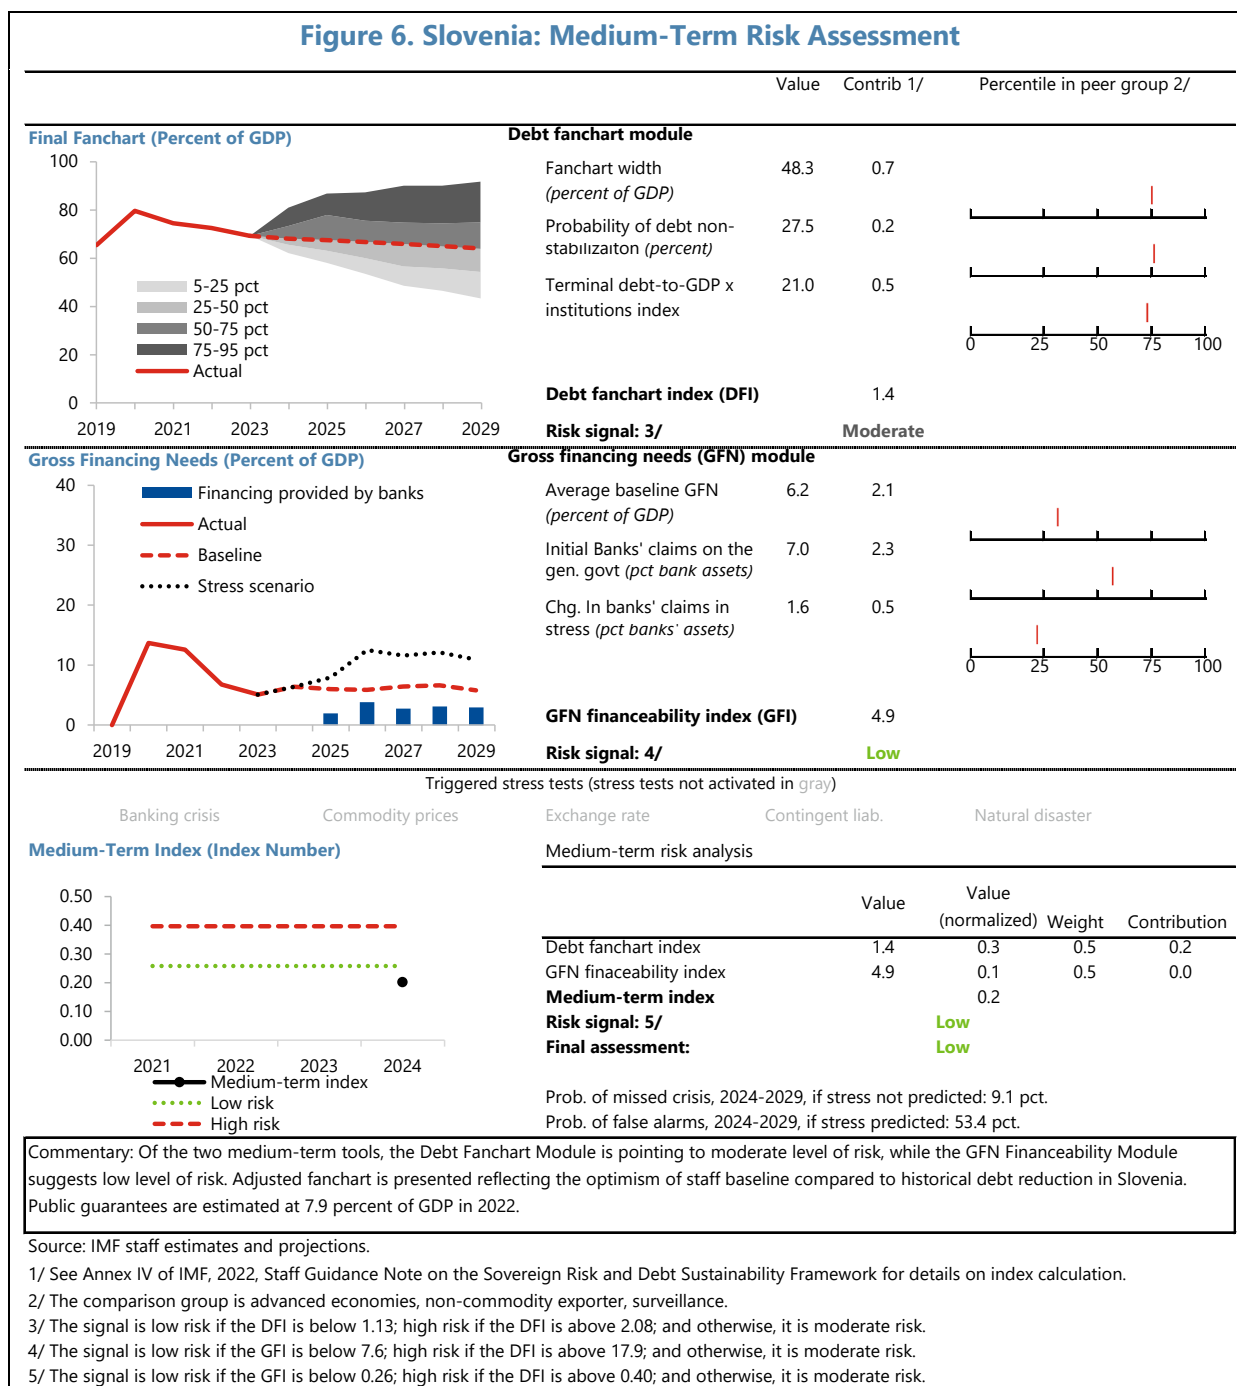 Figure 6. Slovenia: Medium-Term Risk Assessment
Value Contrib 1/ Percentile in peer group 2/
Final Fanchart (Percent of GDP)
100
80
60
40
20
0
5-25 pct
25-50 pct
50-75 pct
75-95 pct
Actual
2019 2021 2023 2025 2027 2029
Debt fanchart module
Fanchart width 48.3 0.7
(percent of GDP)
Probability of debt non- 27.5 0.2
stabilizaiton (percent)
Terminal debt-to-GDP x 21.0 0.5
institutions index
0 25 50 75 100
Debt fanchart index (DFI) 1.4
Risk signal: 3/ Moderate
Gross Financing Needs (Percent of GDP)
40
30
20
10
0
Financing provided by banks
Actual
Baseline
Stress scenario
2019 2021 2023 2025 2027 2029
Gross financing needs (GFN) module
Average baseline GFN 6.2 2.1
(percent of GDP)
Initial Banks' claims on the 7.0 2.3
gen. govt (pct bank assets)
Chg. In banks' claims in 1.6 0.5
stress (pct banks' assets)
0 25 50 75 100
GFN financeability index (GFI) 4.9
Risk signal: 4/ Low
Triggered stress tests (stress tests not activated in gray)
Banking crisis Commodity prices Exchange rate Contingent liab. Natural disaster
Medium-Term Index (Index Number)
0.50
0.40
0.30
0.20
0.10
0.00
2021 2022 2023 2024
Medium-term index
Low risk
High risk
Medium-term risk analysis
Value Value
(normalized) Weight Contribution
Debt fanchart index 1.4 0.3 0.5 0.2
GFN finaceability index 4.9 0.1 0.5 0.0
Medium-term index 0.2
Risk signal: 5/ Low
Final assessment: Low
Prob. of missed crisis, 2024-2029, if stress not predicted: 9.1 pct.
Prob. of false alarms, 2024-2029, if stress predicted: 53.4 pct.
Commentary: Of the two medium-term tools, the Debt Fanchart Module is pointing to moderate level of risk, while the GFN Financeability Module
suggests low level of risk. Adjusted fanchart is presented reflecting the optimism of staff baseline compared to historical debt reduction in Slovenia.
Public guarantees are estimated at 7.9 percent of GDP in 2022.
Source: IMF staff estimates and projections.
1/ See Annex IV of IMF, 2022, Staff Guidance Note on the Sovereign Risk and Debt Sustainability Framework for details on index calculation.
2/ The comparison group is advanced economies, non-commodity exporter, surveillance.
3/ The signal is low risk if the DFI is below 1.13; high risk if the DFI is above 2.08; and otherwise, it is moderate risk.
4/ The signal is low risk if the GFI is below 7.6; high risk if the DFI is above 17.9; and otherwise, it is moderate risk.
5/ The signal is low risk if the GFI is below 0.26; high risk if the DFI is above 0.40; and otherwise, it is moderate risk.